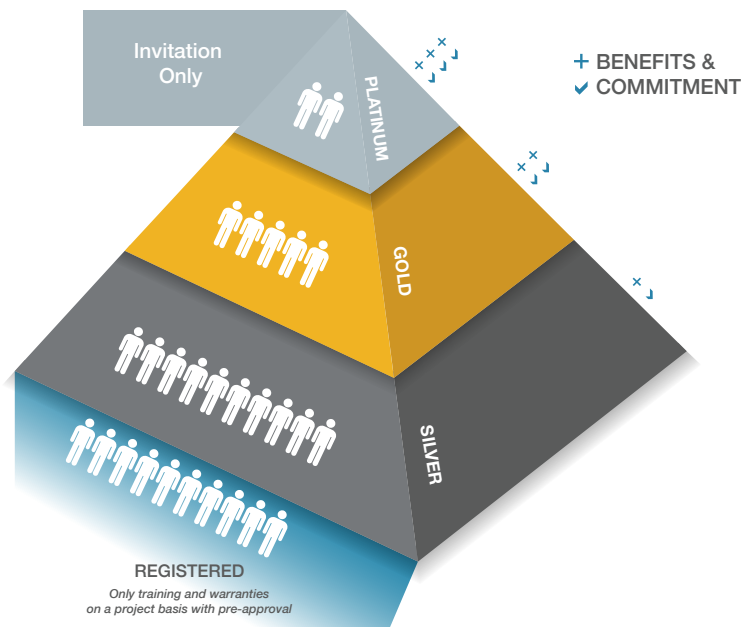 Invitation
Only
PLATINUM
+ BENEFITS &
COMMITMENT
GOLD
SILVER
REGISTERED
Only training and warranties
on a project basis with pre-approval